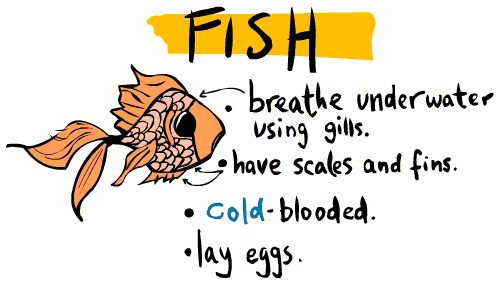 FISH
• breathe underwater
using gills.
• have scales and fins.
• cold-blooded.
• lay eggs.